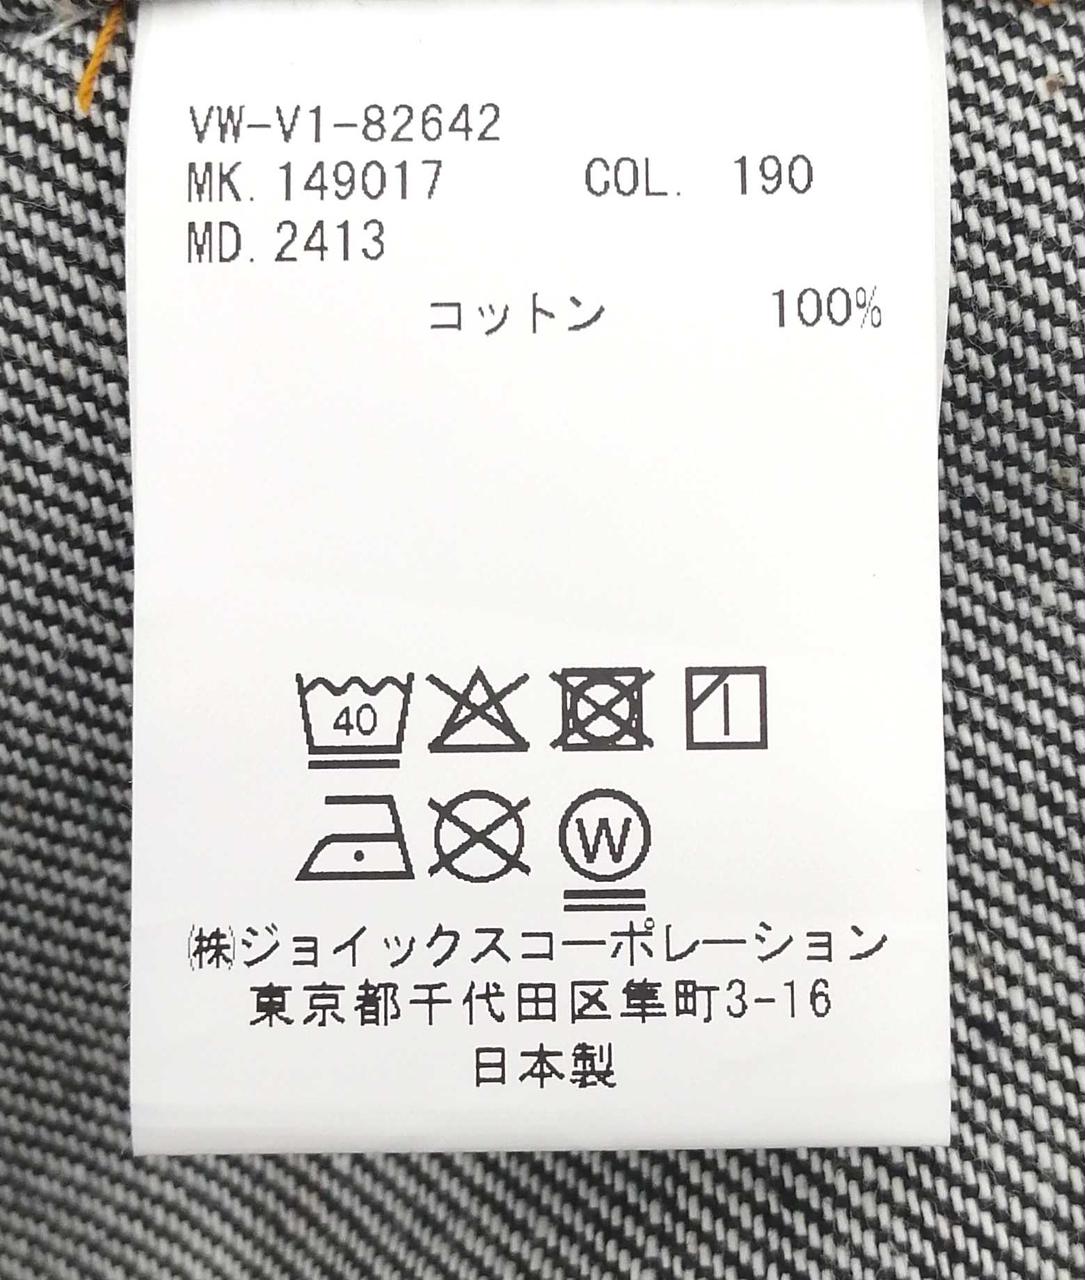 VW-V1-82642
MK. 149017 COL. 190
MD. 2413
コットン 100%
40
W
㈱ジョイックスコーポレーション
東京都千代田区隼町3-16
日本製